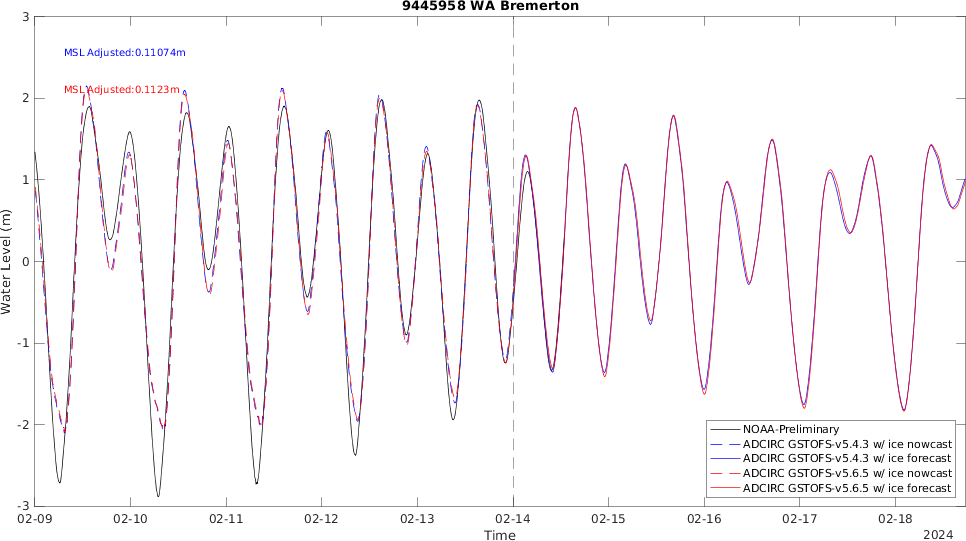 9445958 WA Bremerton
3
2
1
0
-1
-2
-3
Water Level (m)
MSL Adjusted:0.11074m
MSL Adjusted:0.1123m
NOAA-Preliminary
ADCIRC GSTOFS-v5.4.3 w/ ice nowcast
ADCIRC GSTOFS-v5.4.3 w/ ice forecast
ADCIRC GSTOFS-v5.6.5 w/ ice nowcast
ADCIRC GSTOFS-v5.6.5 w/ ice forecast
02-09 02-10 02-11 02-12 02-13 02-14 02-15 02-16 02-17 02-18
Time
2024